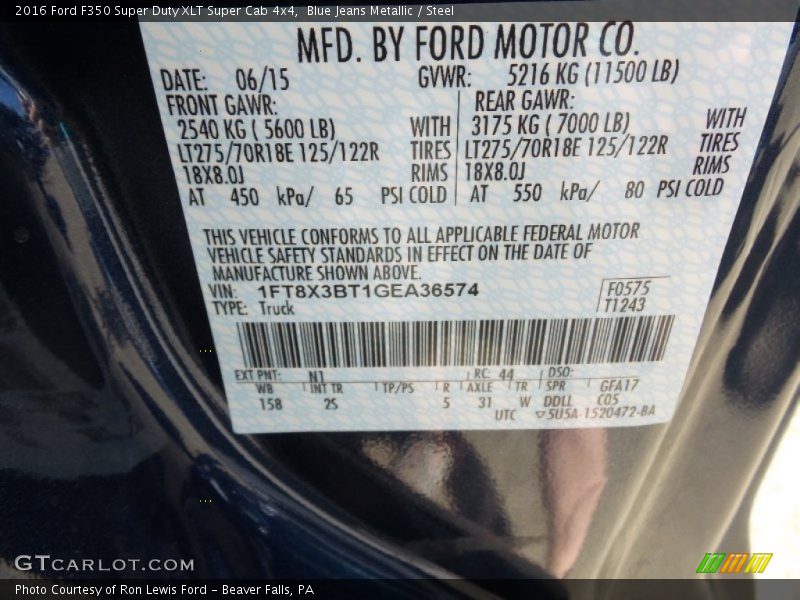 2016 Ford F350 Super Duty XLT Super Cab 4x4, Blue Jeans Metallic / Steel
MFD. BY FORD MOTOR CO.
DATE: 06/15 GVWR: 5216 KG (11500 LB)
FRONT GAWR: REAR GAWR:
2540 KG ( 5600 LB) WITH 3175 KG ( 7000 LB) WITH
LT275/70R18E 125/122R TIRES LT275/70R18E 125/122R TIRES
18X8.0J RIMS 18X8.0J RIMS
AT 450 kPa/ 65 PSI COLD AT 550 kPa/ 80 PSI COLD
THIS VEHICLE CONFORMS TO ALL APPLICABLE FEDERAL MOTOR
VEHICLE SAFETY STANDARDS IN EFFECT ON THE DATE OF
MANUFACTURE SHOWN ABOVE.
VIN: 1FT8X3BT1GEA36574 F0575
TYPE: Truck T1243
EXT PNT: N1 RC: 44 DSO:
WB INT TR TP/PS R AXLE TR SPR GFA17
158 2S 5 31 W DDLL C05
UTC ▽5U5A-1520472-BA
GTCARLOT.COM
Photo Courtesy of Ron Lewis Ford - Beaver Falls, PA